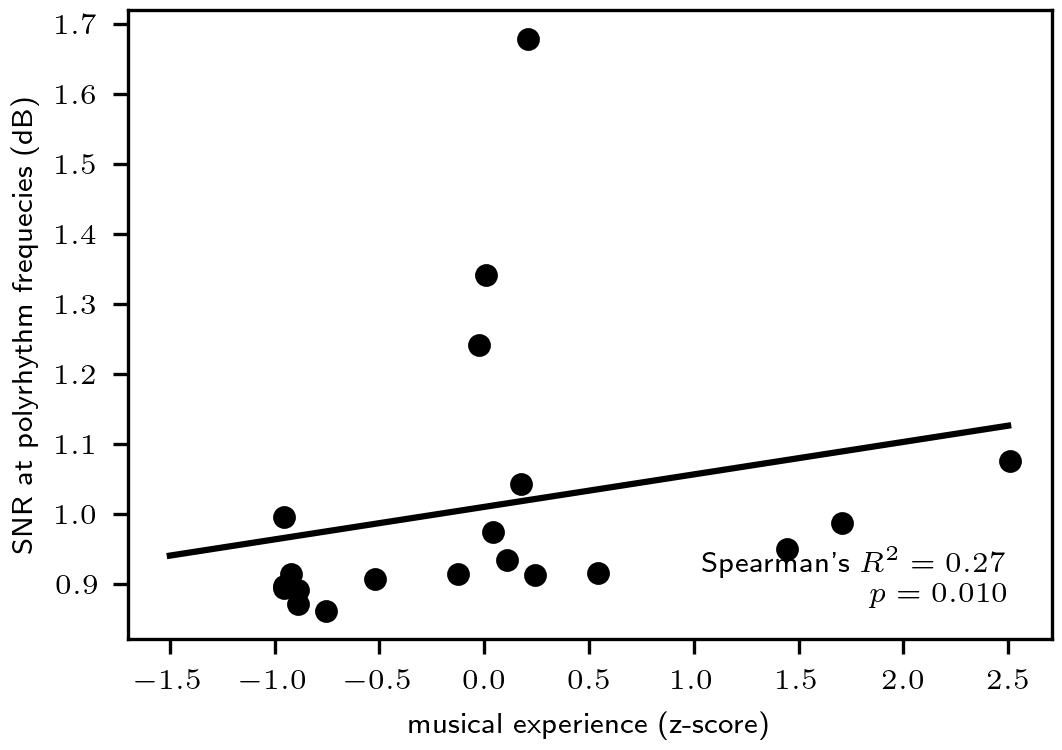 1.7
1.6
1.5
1.4
1.3
1.2
1.1
1.0
0.9
SNR at polyrhythm frequecies (dB)
Spearman's R² = 0.27
p = 0.010
−1.5 −1.0 −0.5 0.0 0.5 1.0 1.5 2.0 2.5
musical experience (z-score)